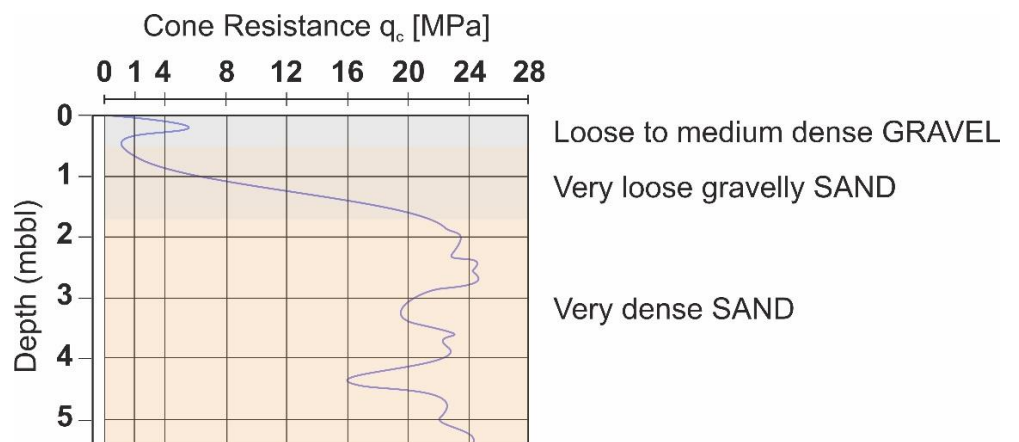 Cone Resistance qc [MPa]
0 1 4 8 12 16 20 24 28
0
Loose to medium dense GRAVEL
1
Very loose gravelly SAND
2
3
Very dense SAND
4
5
Depth (mbbl)